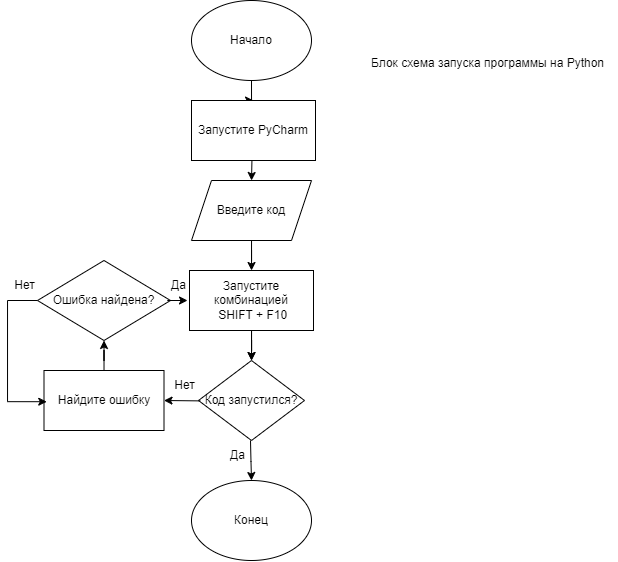 Начало
Блок схема запуска программы на Python
Запустите PyCharm
Введите код
Нет
Ошибка найдена?
Да
Запустите
комбинацией
SHIFT + F10
Найдите ошибку
Нет
Код запустился?
Да
Конец